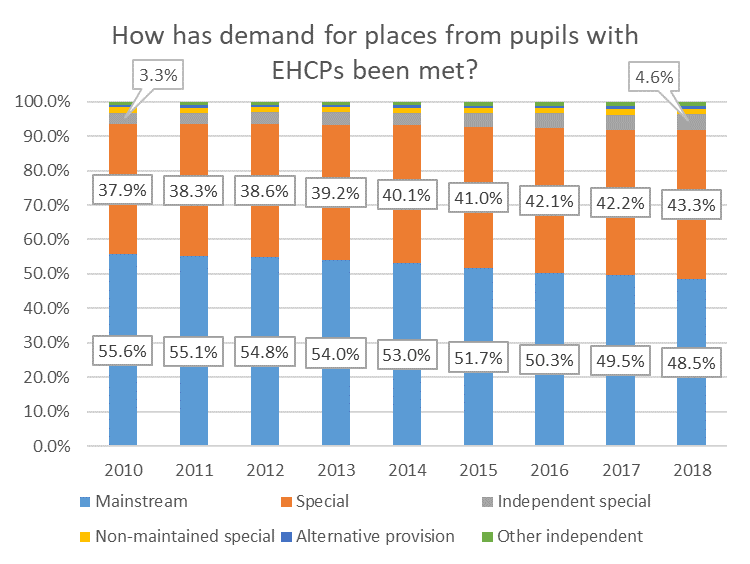 How has demand for places from pupils with
EHCPs been met?
3.3%
4.6%
100.0%
90.0%
80.0%
37.9% 38.3% 38.6% 39.2% 40.1% 41.0% 42.1% 42.2% 43.3%
70.0%
60.0%
50.0%
40.0%
30.0%
55.6% 55.1% 54.8% 54.0% 53.0% 51.7% 50.3% 49.5% 48.5%
20.0%
10.0%
0.0%
2010 2011 2012 2013 2014 2015 2016 2017 2018
Mainstream Special Independent special
Non-maintained special Alternative provision Other independent